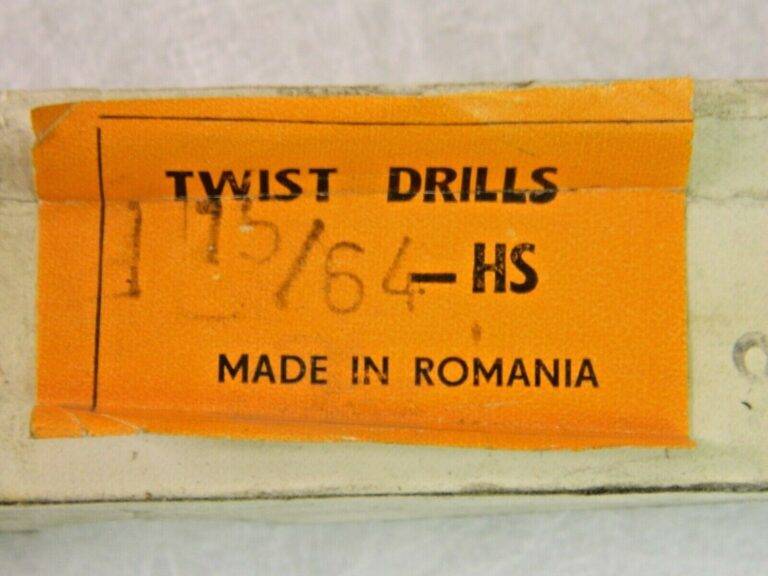 TWIST DRILLS
1 15/64 - HS
MADE IN ROMANIA